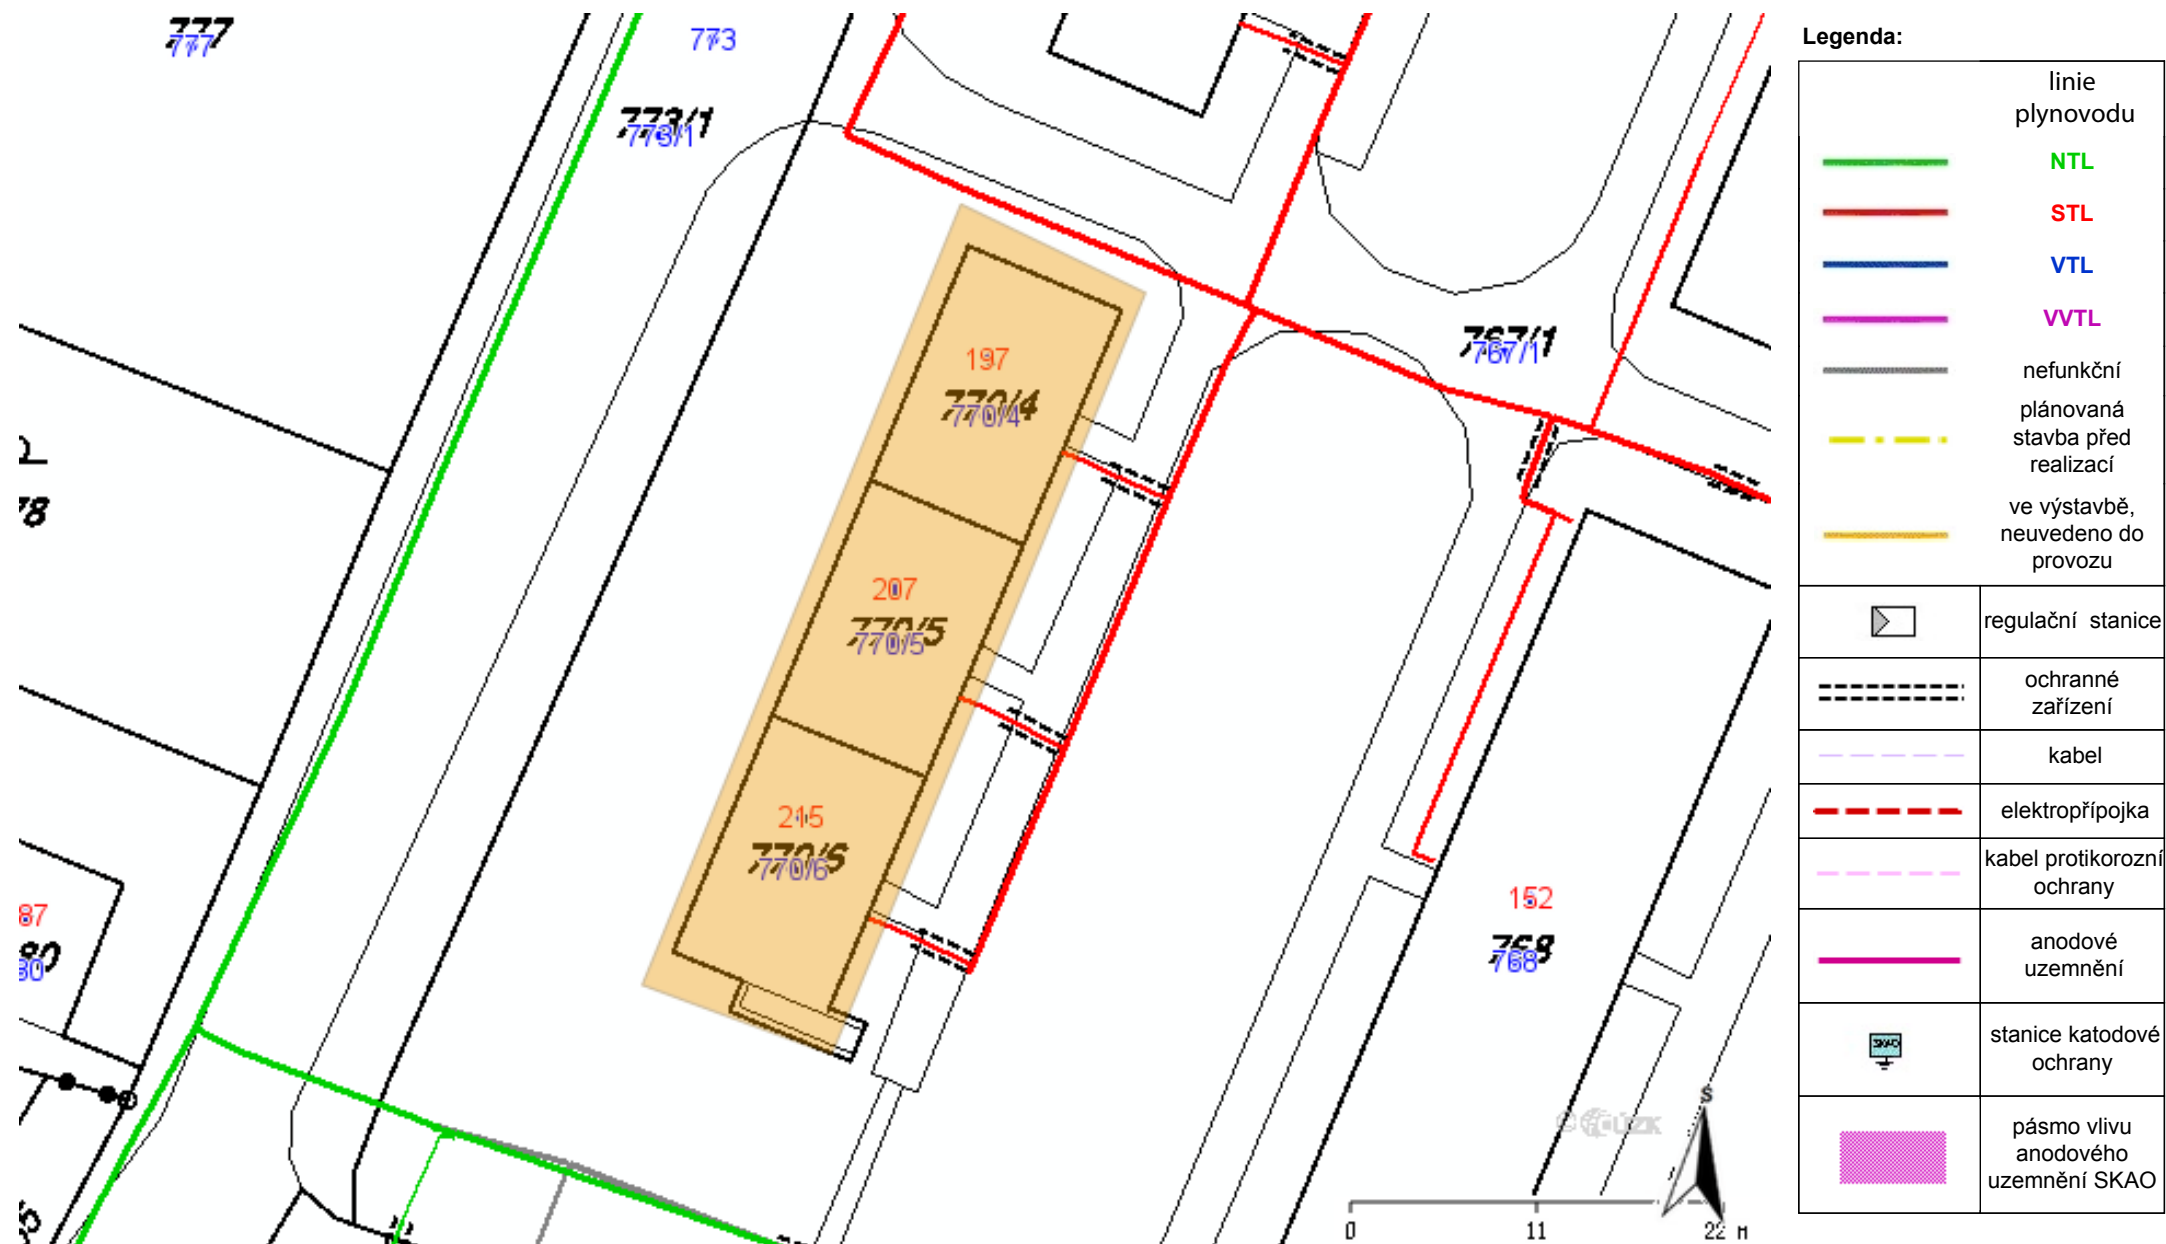 777
777
773
773/1
773/1
197
770/4
770/4
207
770/5
770/5
215
770/6
770/6
767/1
767/1
78
87
80
80
152
768
768
S
0
11
22 M
Legenda:
linie
plynovodu
NTL
STL
VTL
VVTL
nefunkční
plánovaná
stavba před
realizací
ve výstavbě,
neuvedeno do
provozu
regulační stanice
ochranné
zařízení
kabel
elektropřípojka
kabel protikorozní
ochrany
anodové
uzemnění
SKAO
stanice katodové
ochrany
pásmo vlivu
anodového
uzemnění SKAO